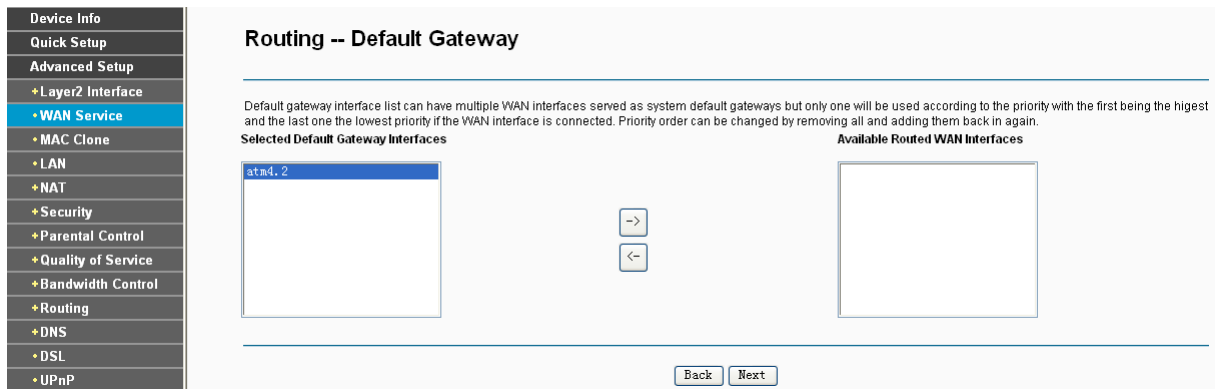 Device Info
Quick Setup
Advanced Setup
+Layer2 Interface
•WAN Service
•MAC Clone
•LAN
+NAT
+Security
+Parental Control
+Quality of Service
+Bandwidth Control
+Routing
+DNS
•DSL
•UPnP
Routing -- Default Gateway
Default gateway interface list can have multiple WAN interfaces served as system default gateways but only one will be used according to the priority with the first being the higest
and the last one the lowest priority if the WAN interface is connected. Priority order can be changed by removing all and adding them back in again.
Selected Default Gateway Interfaces
Available Routed WAN Interfaces
atm4.2
->
<-
Back
Next